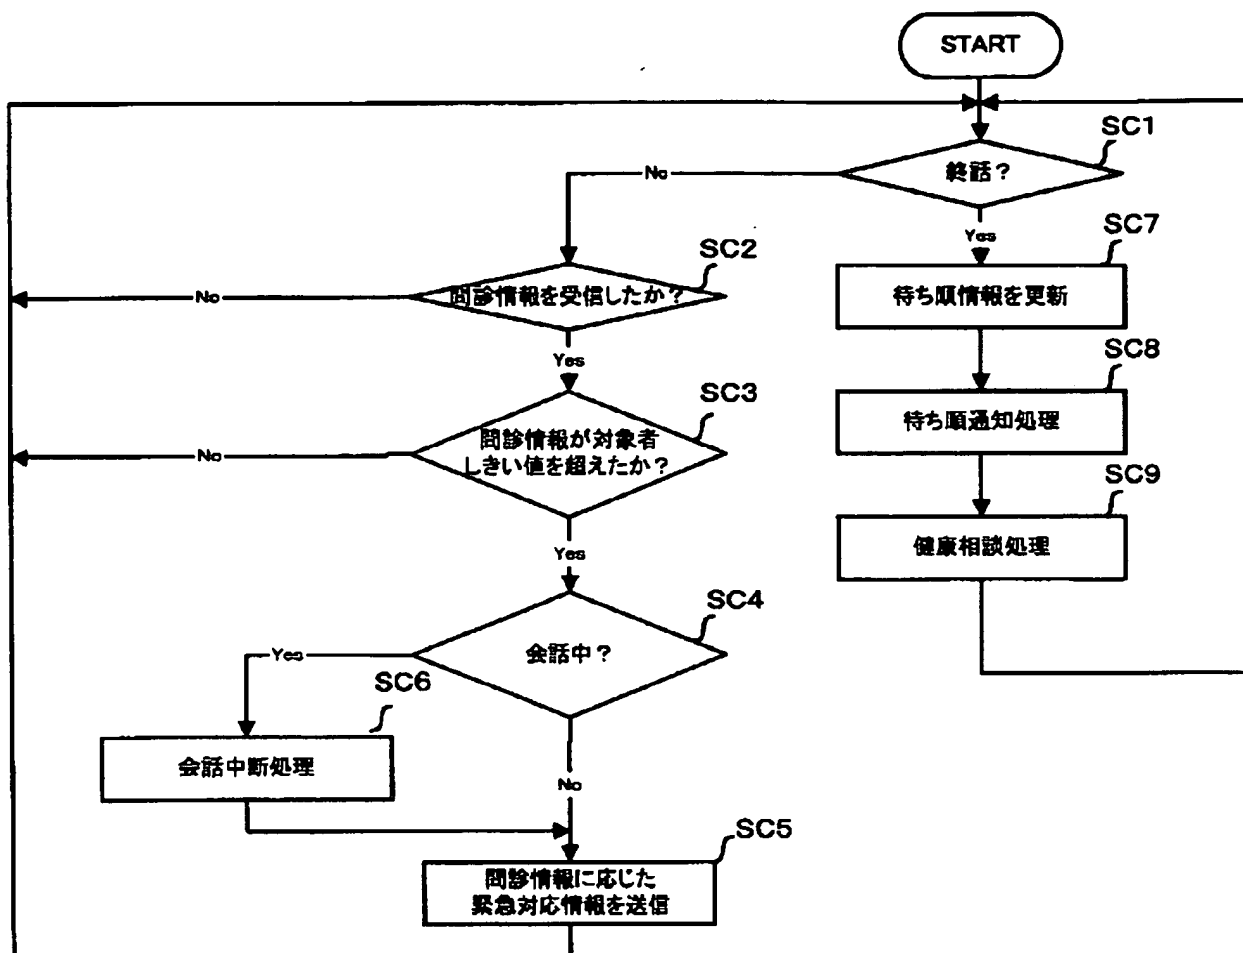 START
SC1
終話？
No
Yes
SC7
待ち順情報を更新
SC2
問診情報を受信したか？
No
Yes
SC8
待ち順通知処理
SC3
問診情報が対象者
しきい値を超えたか？
No
Yes
SC9
健康相談処理
SC4
会話中？
Yes
SC6
会話中断処理
No
SC5
問診情報に応じた
緊急対応情報を送信